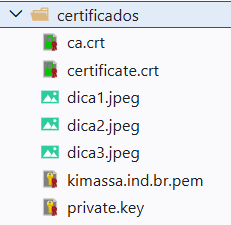 certificados
ca.crt
certificate.crt
dica1.jpeg
dica2.jpeg
dica3.jpeg
kimassa.ind.br.pem
private.key